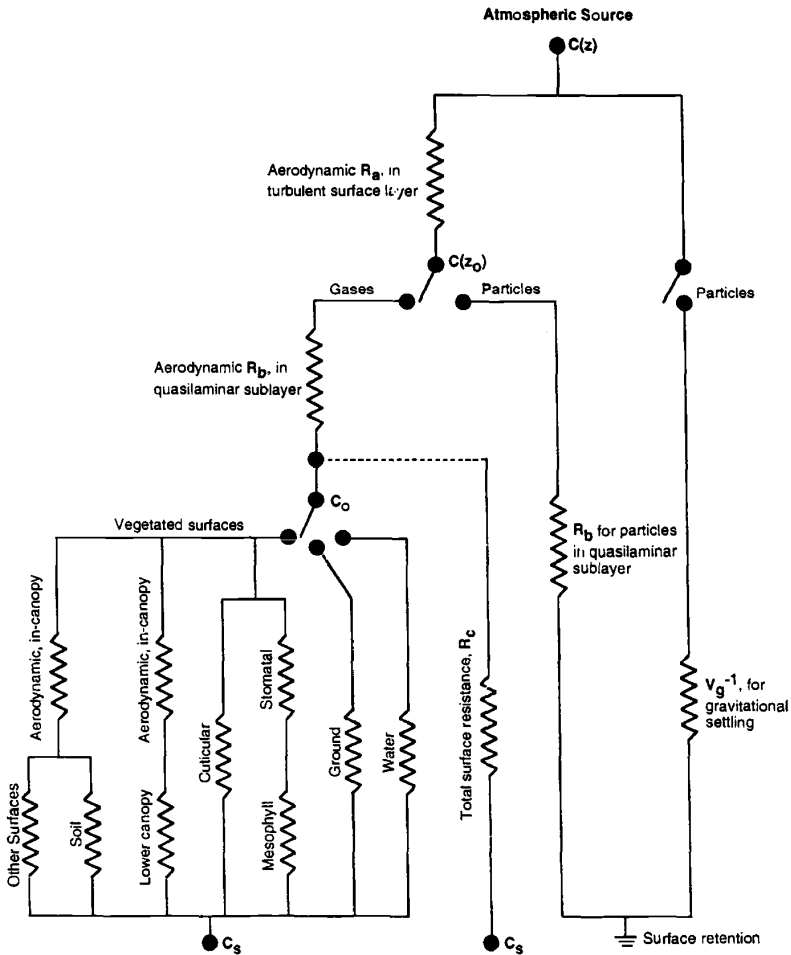 Atmospheric Source
C(z)
Aerodynamic Ra, in
turbulent surface layer
C(zo)
Gases
Particles
Particles
Aerodynamic Rb, in
quasilaminar sublayer
Co
Vegetated surfaces
Rb for particles
in quasilaminar
sublayer
Aerodynamic, in-canopy
Aerodynamic, in-canopy
Stomatal
Total surface resistance, Rc
Vg-1, for
gravitational
settling
Cuticular
Ground
Water
Other Surfaces
Soil
Lower canopy
Mesophyll
Cs
Cs
Surface retention